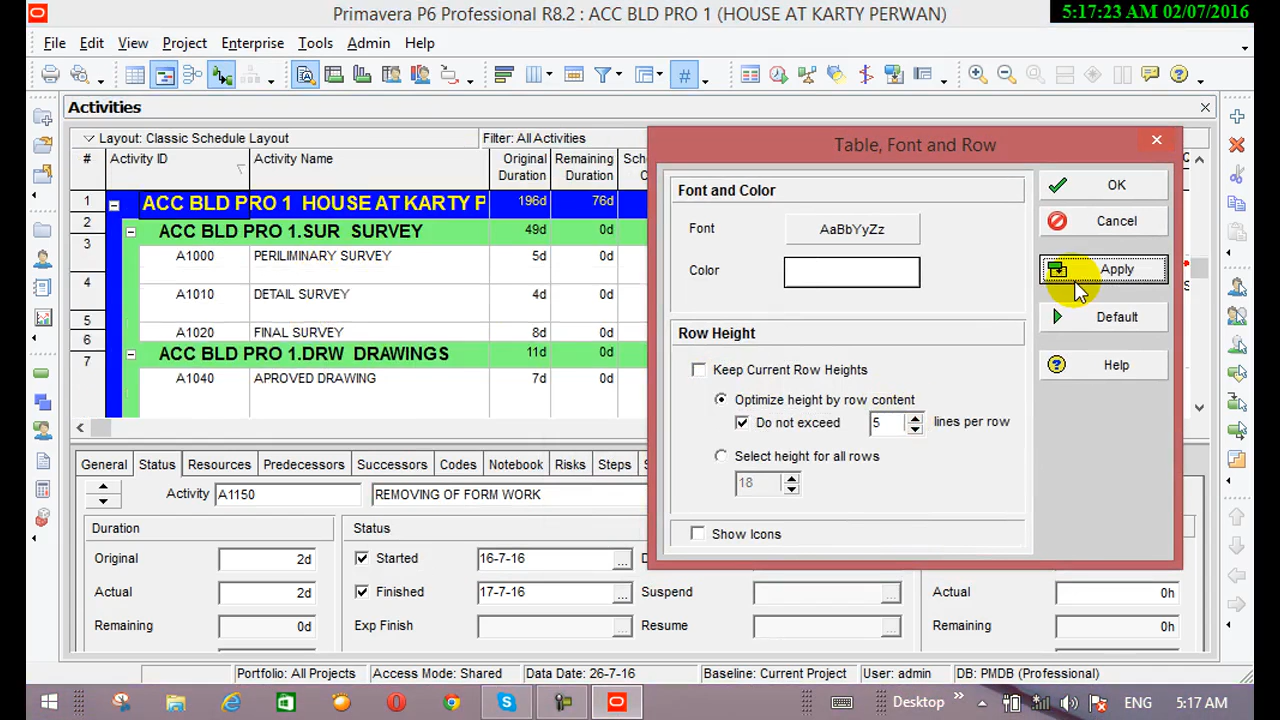 Primavera P6 Professional R8.2 : ACC BLD PRO 1 (HOUSE AT KARTY PERWAN)
5:17:23 AM 02/07/2016
File Edit View Project Enterprise Tools Admin Help
Activities
Layout: Classic Schedule Layout Filter: All Activities
# Activity ID Activity Name Original Duration Remaining Duration
1 ACC BLD PRO 1 HOUSE AT KARTY P 196d 76d
2 ACC BLD PRO 1.SUR SURVEY 49d 0d
3 A1000 PERILIMINARY SURVEY 5d 0d
4 A1010 DETAIL SURVEY 4d 0d
5 A1020 FINAL SURVEY 8d 0d
6 ACC BLD PRO 1.DRW DRAWINGS 11d 0d
7 A1040 APROVED DRAWING 7d 0d
Table, Font and Row
Font and Color
Font AaBbYyZz
Color
Row Height
Keep Current Row Heights
Optimize height by row content
Do not exceed 5 lines per row
Select height for all rows
18
Show Icons
OK
Cancel
Apply
Default
Help
General Status Resources Predecessors Successors Codes Notebook Risks Steps
Activity A1150 REMOVING OF FORM WORK
Duration
Original 2d
Actual 2d
Remaining 0d
Status
Started 16-7-16 ...
Finished 17-7-16 ...
Exp Finish ...
Suspend ...
Resume ...
Actual 0h
Remaining 0h
Portfolio: All Projects Access Mode: Shared Data Date: 26-7-16 Baseline: Current Project User: admin DB: PMDB (Professional)
Desktop » ENG 5:17 AM